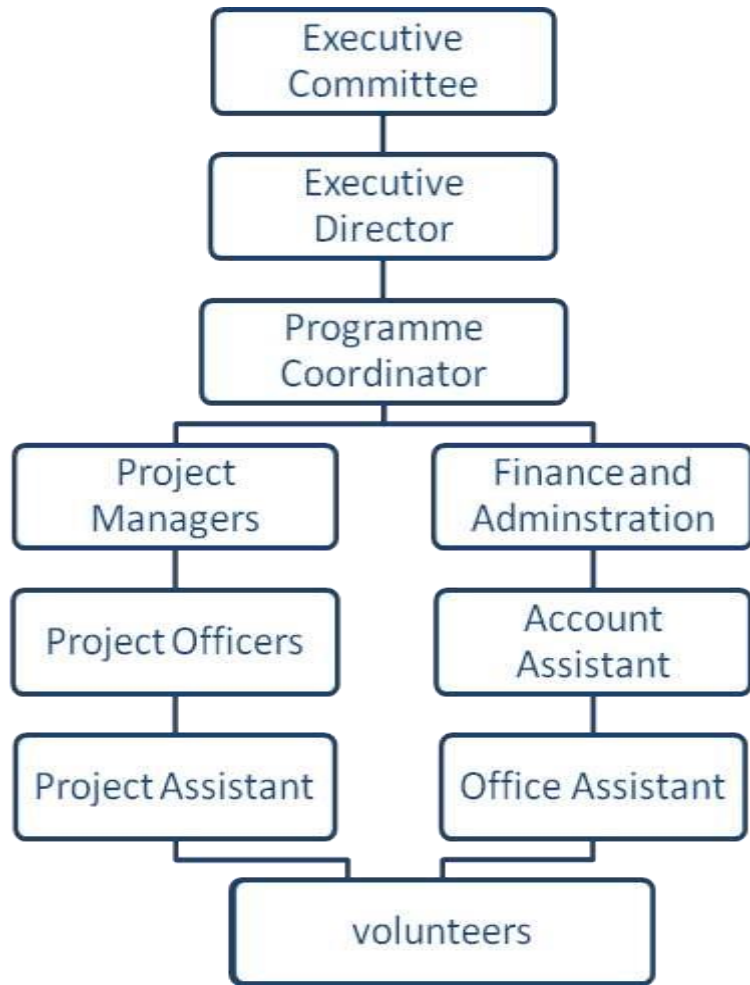 Executive
Committee
Executive
Director
Programme
Coordinator
Project
Managers
Finance and
Adminstration
Project Officers
Account
Assistant
Project Assistant
Office Assistant
volunteers